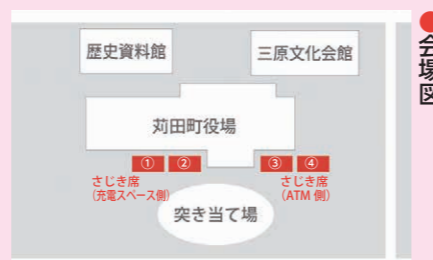 ●
会場図
歴史資料館
三原文化会館
苅田町役場
① ② ③ ④
さじき席
(充電スペース側)
さじき席
(ATM 側)
突き当て場